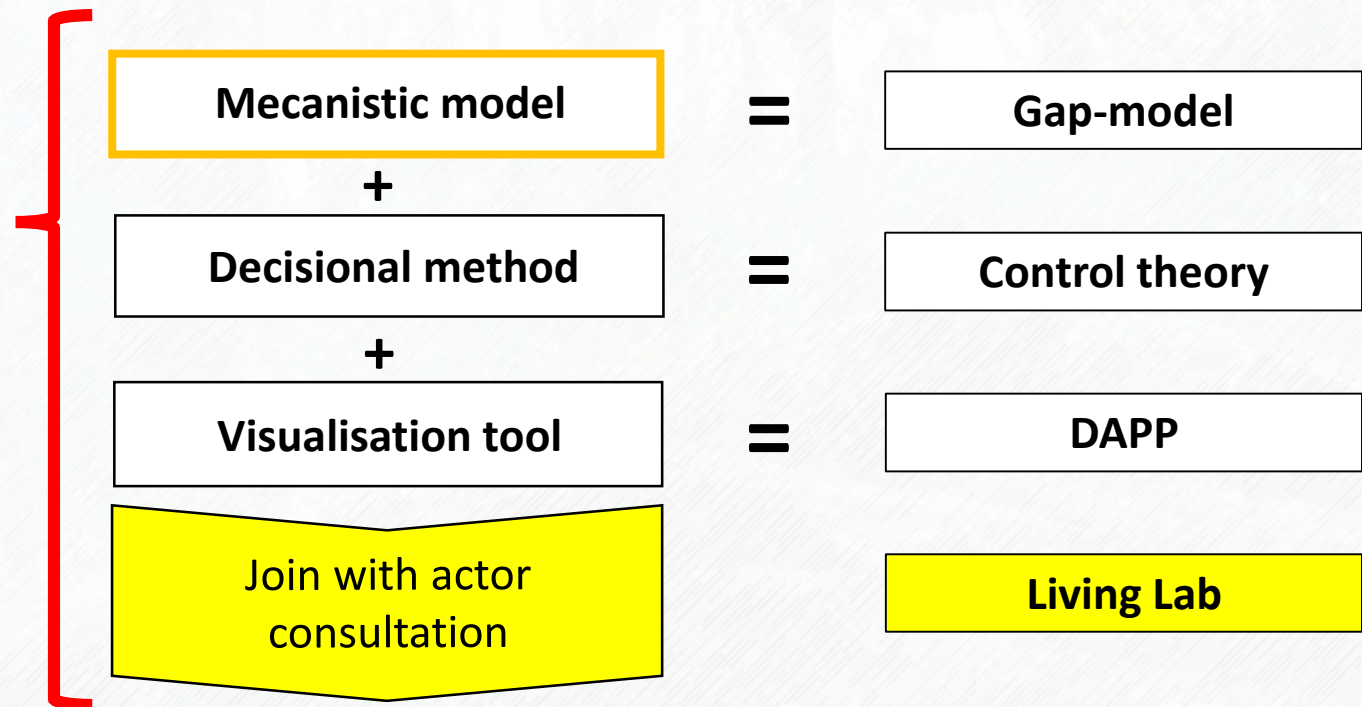 Mecanistic model
=
Gap-model
+
Decisional method
=
Control theory
+
Visualisation tool
=
DAPP
Join with actor
consultation
Living Lab